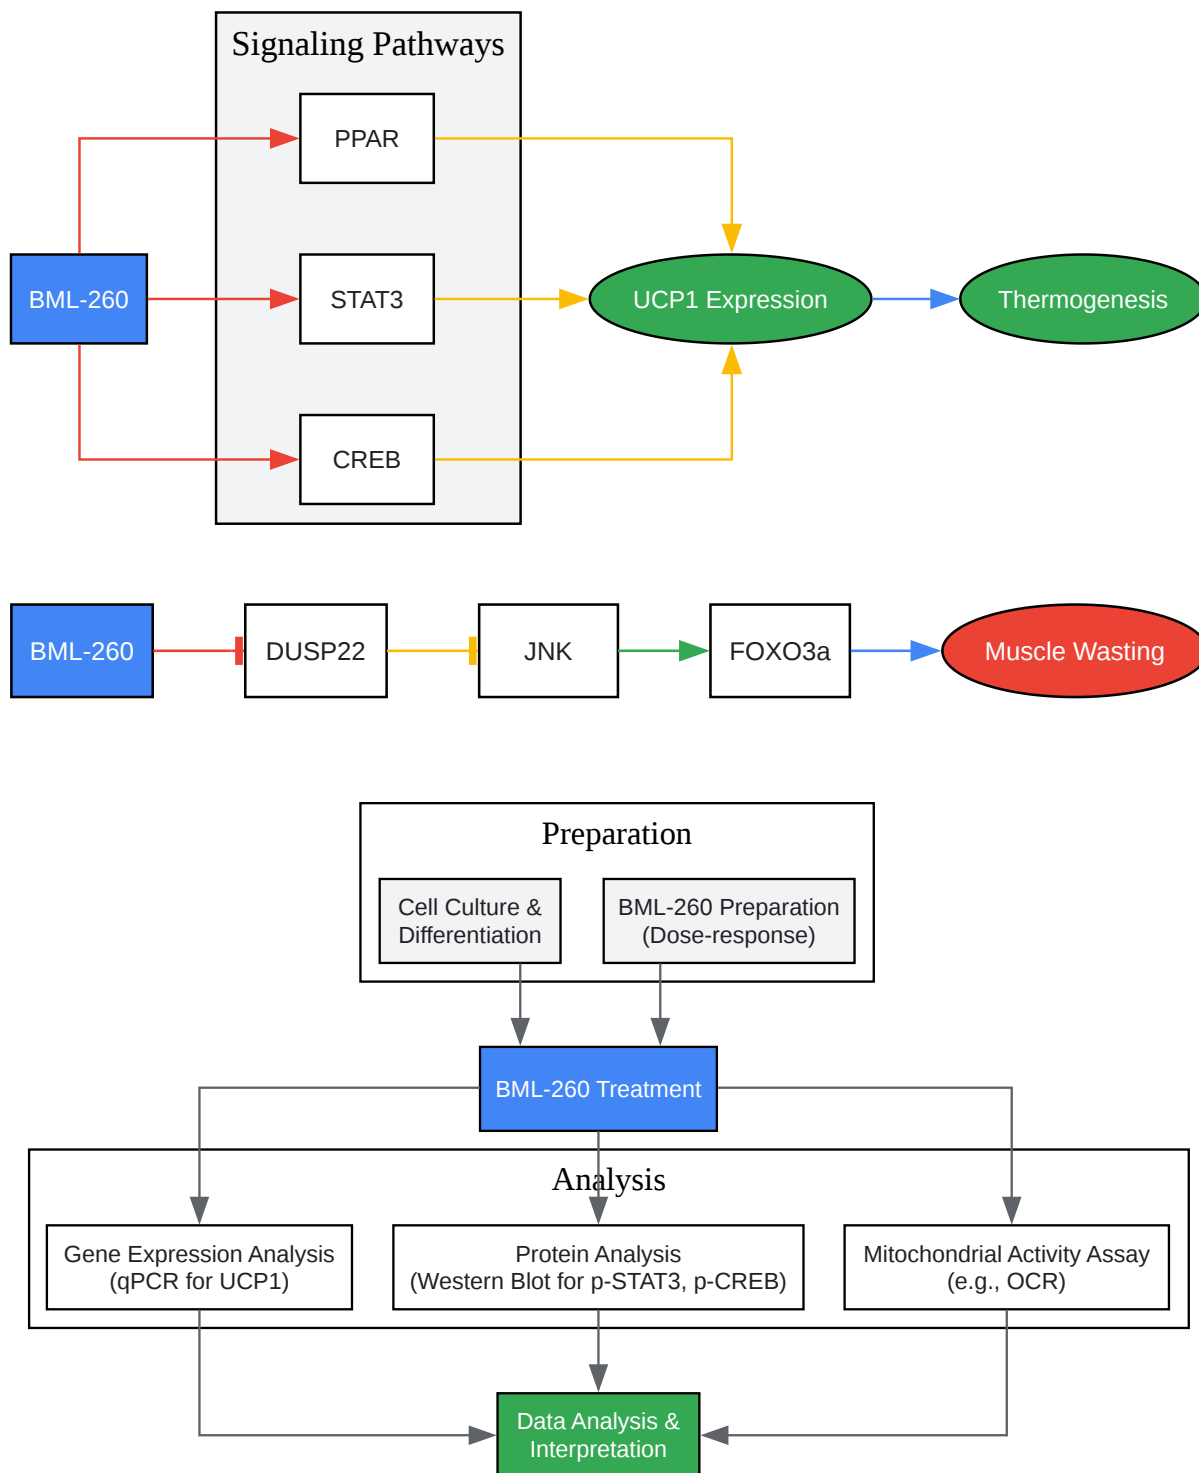 Signaling Pathways
PPAR
BML-260
STAT3
UCP1 Expression
Thermogenesis
CREB
BML-260
DUSP22
JNK
FOXO3a
Muscle Wasting
Preparation
Cell Culture &
Differentiation
BML-260 Preparation
(Dose-response)
BML-260 Treatment
Analysis
Gene Expression Analysis
(qPCR for UCP1)
Protein Analysis
(Western Blot for p-STAT3, p-CREB)
Mitochondrial Activity Assay
(e.g., OCR)
Data Analysis &
Interpretation